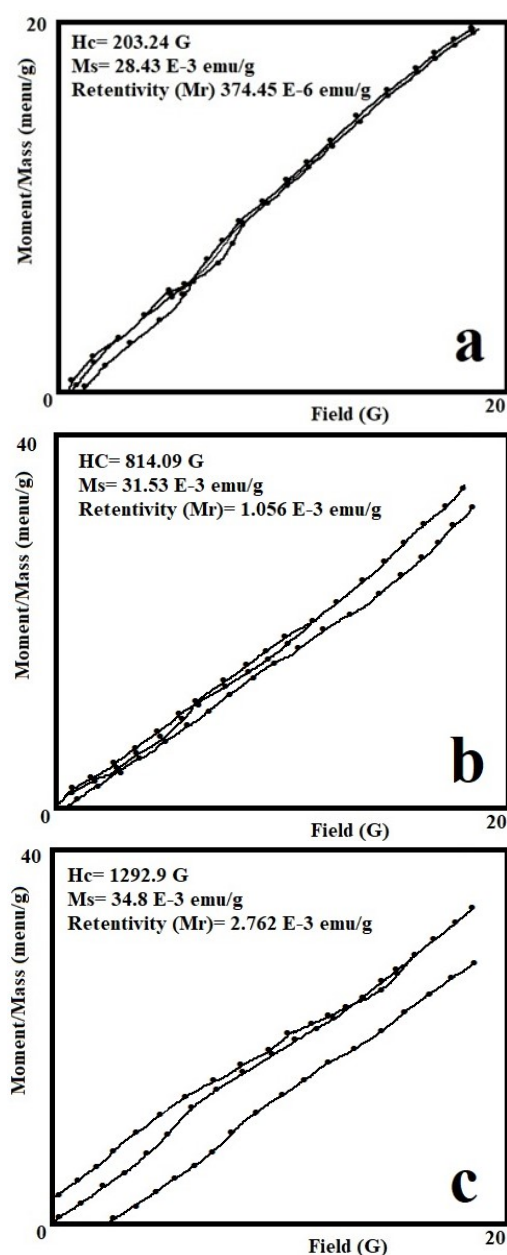 20
Hc= 203.24 G
Ms= 28.43 E-3 emu/g
Retentivity (Mr) 374.45 E-6 emu/g
Moment/Mass (menu/g)
a
0
Field (G)
20
40
HC= 814.09 G
Ms= 31.53 E-3 emu/g
Retentivity (Mr)= 1.056 E-3 emu/g
Moment/Mass (menu/g)
b
0
Field (G)
20
40
Hc= 1292.9 G
Ms= 34.8 E-3 emu/g
Retentivity (Mr)= 2.762 E-3 emu/g
Moment/Mass (menu/g)
c
0
Field (G)
20